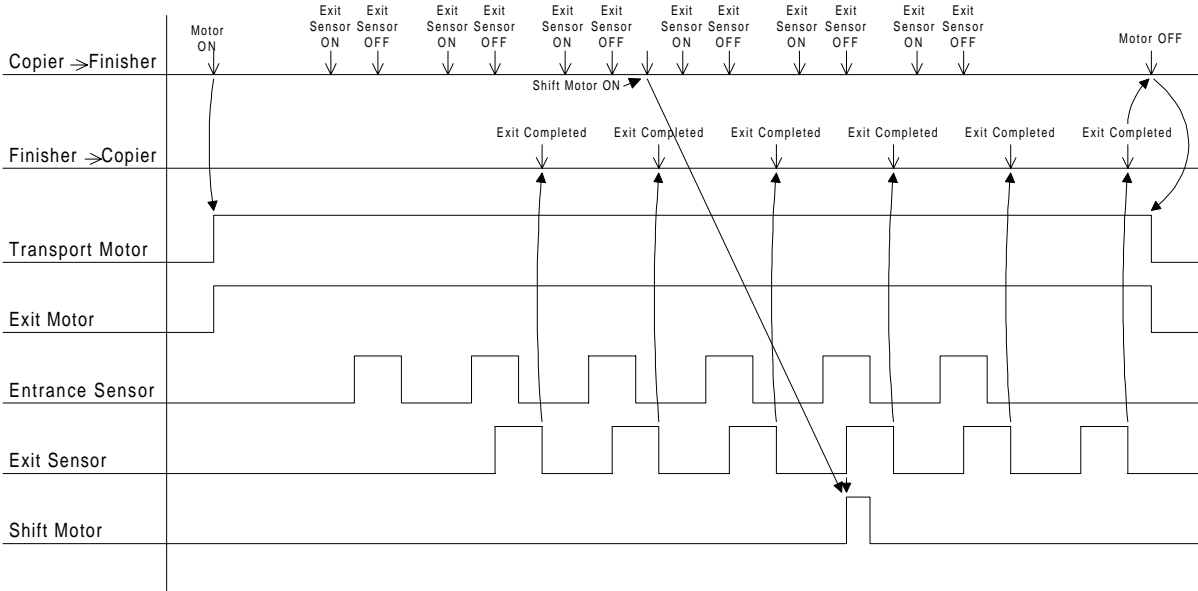 Exit Exit Exit Exit Exit Exit Exit Exit Exit Exit Exit Exit
Motor Sensor Sensor Sensor Sensor Sensor Sensor Sensor Sensor Sensor Sensor Sensor Sensor
ON ON OFF ON OFF ON OFF ON OFF ON OFF ON OFF Motor OFF
Copier → Finisher
Shift Motor ON
Exit Completed Exit Completed Exit Completed Exit Completed Exit Completed Exit Completed
Finisher → Copier
Transport Motor
Exit Motor
Entrance Sensor
Exit Sensor
Shift Motor